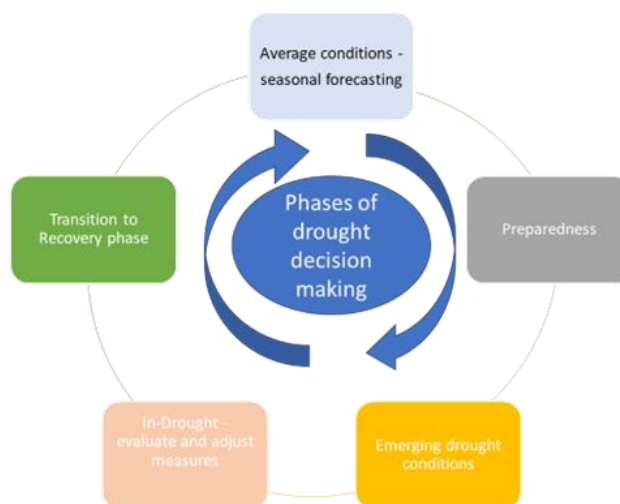 Average conditions -
seasonal forecasting
Transition to
Recovery phase
Phases of
drought
decision
making
Preparedness
In-Drought -
evaluate and adjust
measures
Emerging drought
conditions